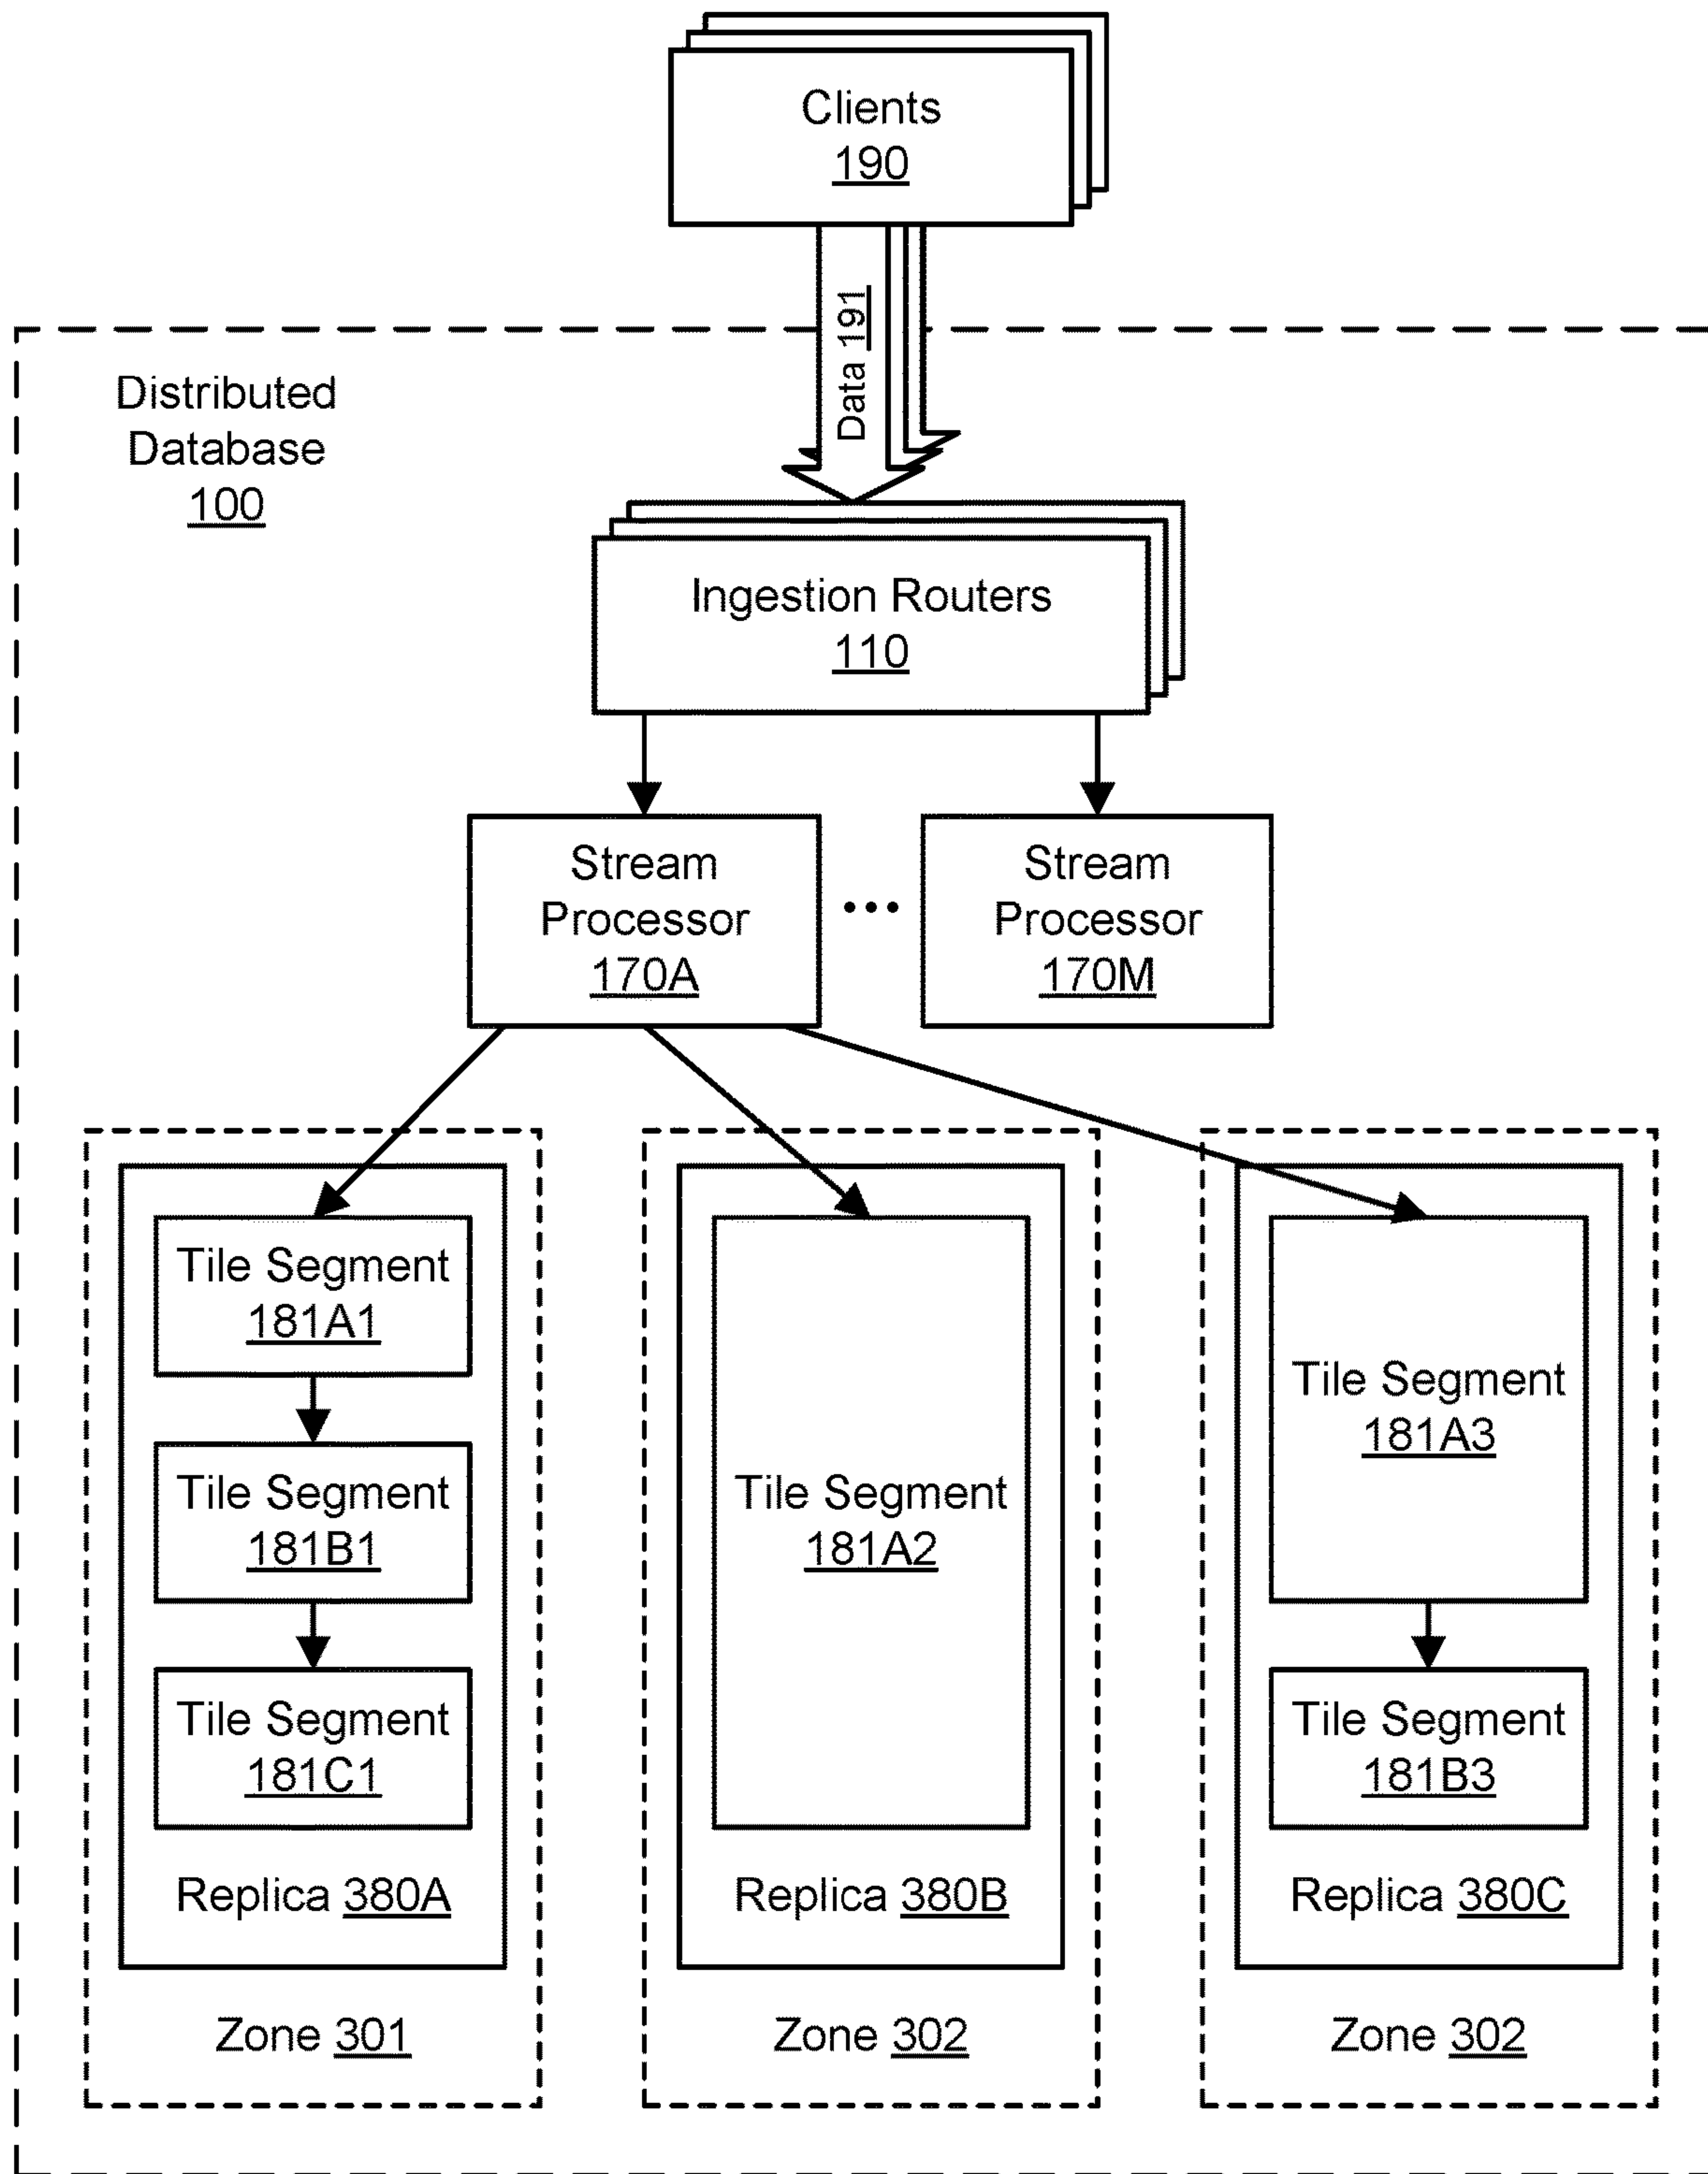 Clients
190
Data 191
Distributed
Database
100
Ingestion Routers
110
Stream
Processor
170A
...
Stream
Processor
170M
Tile Segment
181A1
Tile Segment
181B1
Tile Segment
181C1
Replica 380A
Zone 301
Tile Segment
181A2
Replica 380B
Zone 302
Tile Segment
181A3
Tile Segment
181B3
Replica 380C
Zone 302